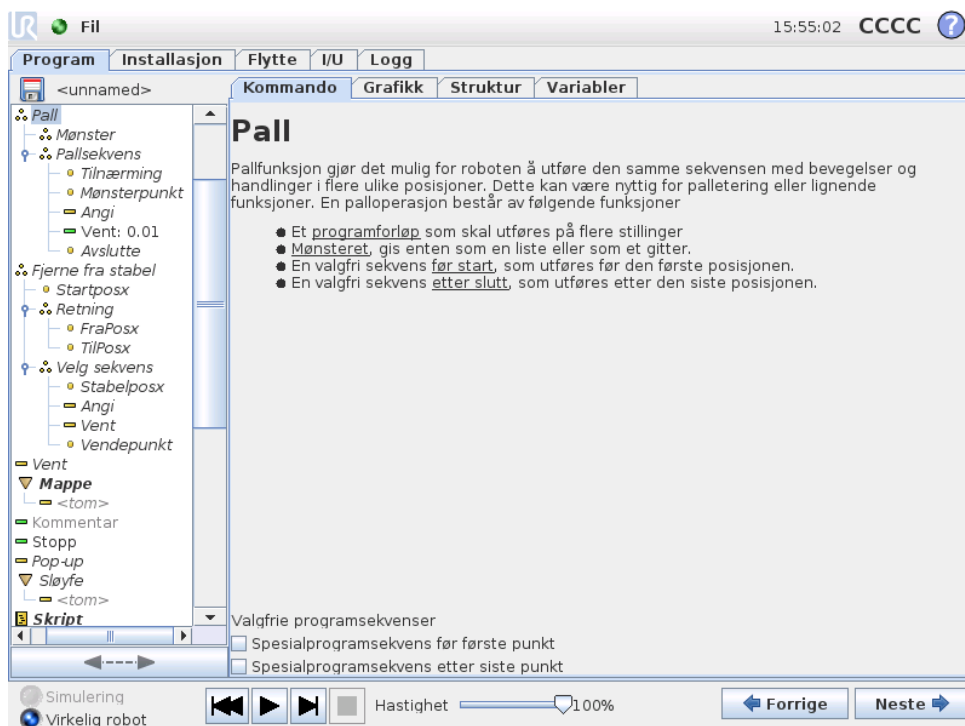 UR Fil 15:55:02 CCCC ?
Program Installasjon Flytte I/U Logg
<unnamed>
Kommando Grafikk Struktur Variabler
Pall
Mønster
Pallsekvens
Tilnærming
Mønsterpunkt
Angi
Vent: 0.01
Avslutte
Fjerne fra stabel
Startposx
Retning
FraPosx
TilPosx
Velg sekvens
Stabelposx
Angi
Vent
Vendepunkt
Vent
Mappe
<tom>
Kommentar
Stopp
Pop-up
Sløyfe
<tom>
Skript
Pall
Pallfunksjon gjør det mulig for roboten å utføre den samme sekvensen med bevegelser og
handlinger i flere ulike posisjoner. Dette kan være nyttig for palletering eller lignende
funksjoner. En palloperasjon består av følgende funksjoner
Et programforløp som skal utføres på flere stillinger
Mønsteret, gis enten som en liste eller som et gitter.
En valgfri sekvens før start, som utføres før den første posisjonen.
En valgfri sekvens etter slutt, som utføres etter den siste posisjonen.
Valgfrie programsekvenser
Spesialprogramsekvens før første punkt
Spesialprogramsekvens etter siste punkt
Simulering
Virkelig robot
Hastighet 100%
Forrige Neste